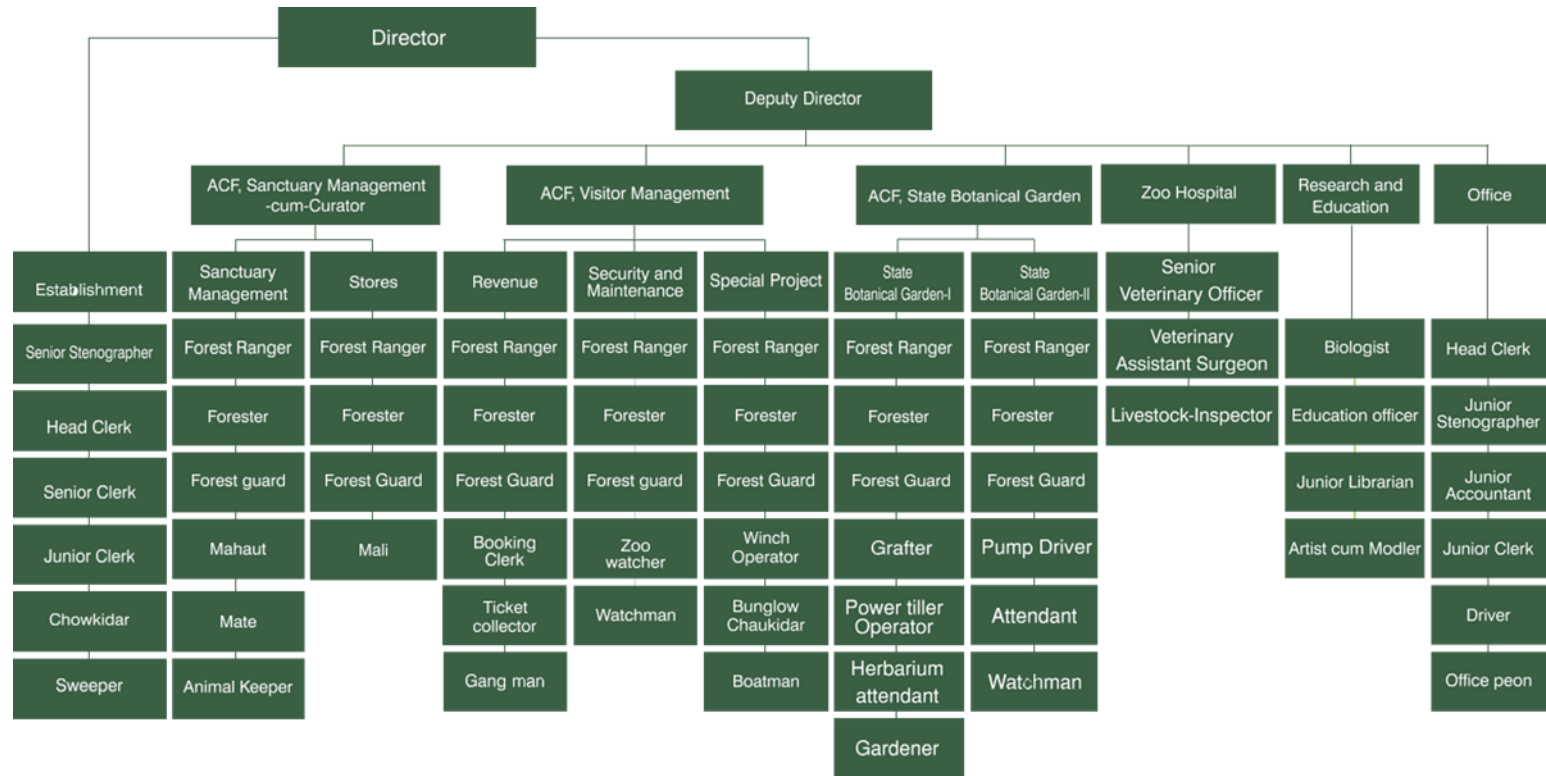 Director
Deputy Director
ACF, Sanctuary Management
-cum-Curator
ACF, Visitor Management
ACF, State Botanical Garden
Zoo Hospital
Research and
Education
Office
Establishment
Senior Stenographer
Head Clerk
Senior Clerk
Junior Clerk
Chowkidar
Sweeper
Sanctuary
Management
Forest Ranger
Forester
Forest guard
Mahaut
Mate
Animal Keeper
Stores
Forest Ranger
Forester
Forest Guard
Mali
Revenue
Forest Ranger
Forester
Forest Guard
Booking
Clerk
Ticket
collector
Gang man
Security and
Maintenance
Forest Ranger
Forester
Forest guard
Zoo
watcher
Watchman
Special Project
Forest Ranger
Forester
Forest Guard
Winch
Operator
Bunglow
Chaukidar
Boatman
State
Botanical Garden-I
Forest Ranger
Forester
Forest Guard
Grafter
Power tiller
Operator
Herbarium
attendant
Gardener
State
Botanical Garden-II
Forest Ranger
Forester
Forest Guard
Pump Driver
Attendant
Watchman
Senior
Veterinary Officer
Veterinary
Assistant Surgeon
Livestock-Inspector
Biologist
Education officer
Junior Librarian
Artist cum Modler
Head Clerk
Junior
Stenographer
Junior
Accountant
Junior Clerk
Driver
Office peon